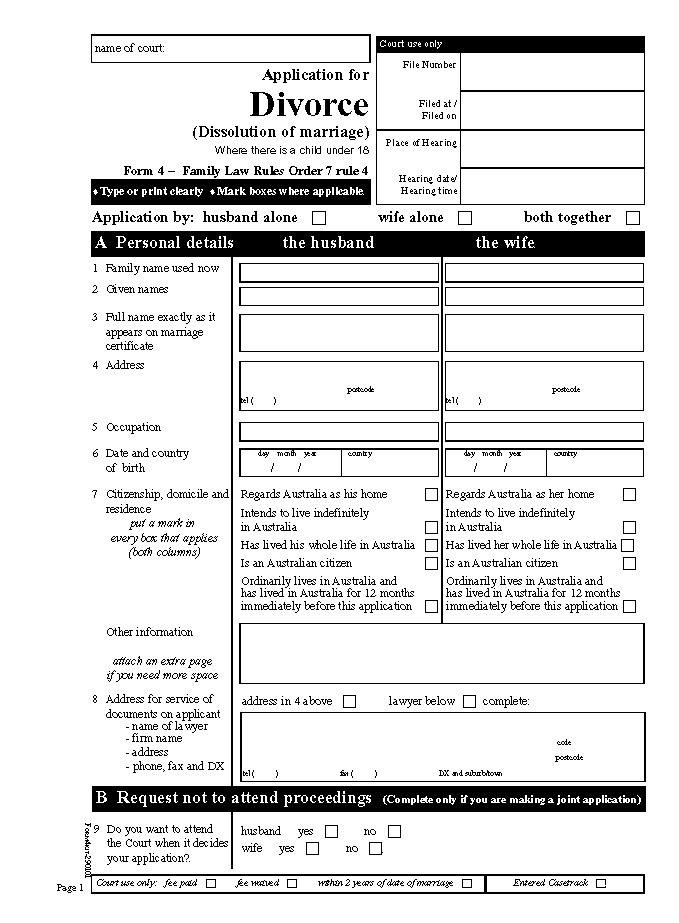 name of court:
Court use only
File Number
Application for
Divorce
Filed at /
Filed on
(Dissolution of marriage)
Where there is a child under 18
Place of Hearing
Form 4 – Family Law Rules Order 7 rule 4
Hearing date/
Hearing time
♦Type or print clearly ♦Mark boxes where applicable
Application by: husband alone wife alone both together
A Personal details the husband the wife
1 Family name used now
2 Given names
3 Full name exactly as it
appears on marriage
certificate
4 Address
postcode postcode
tel ( ) tel ( )
5 Occupation
6 Date and country
of birth
day month year country day month year country
/ / / /
7 Citizenship, domicile and
residence
put a mark in
every box that applies
(both columns)
Regards Australia as his home
Intends to live indefinitely
in Australia
Has lived his whole life in Australia
Is an Australian citizen
Ordinarily lives in Australia and
has lived in Australia for 12 months
immediately before this application
Regards Australia as her home
Intends to live indefinitely
in Australia
Has lived her whole life in Australia
Is an Australian citizen
Ordinarily lives in Australia and
has lived in Australia for 12 months
immediately before this application
Other information
attach an extra page
if you need more space
8 Address for service of
documents on applicant
- name of lawyer
- firm name
- address
- phone, fax and DX
address in 4 above lawyer below complete:
code
postcode
tel ( ) fax ( ) DX and suburb/town
B Request not to attend proceedings (Complete only if you are making a joint application)
9 Do you want to attend
the Court when it decides
your application?.
husband yes no
wife yes no
Page 1
Court use only: fee paid fee waived within 2 years of date of marriage Entered Casetrack